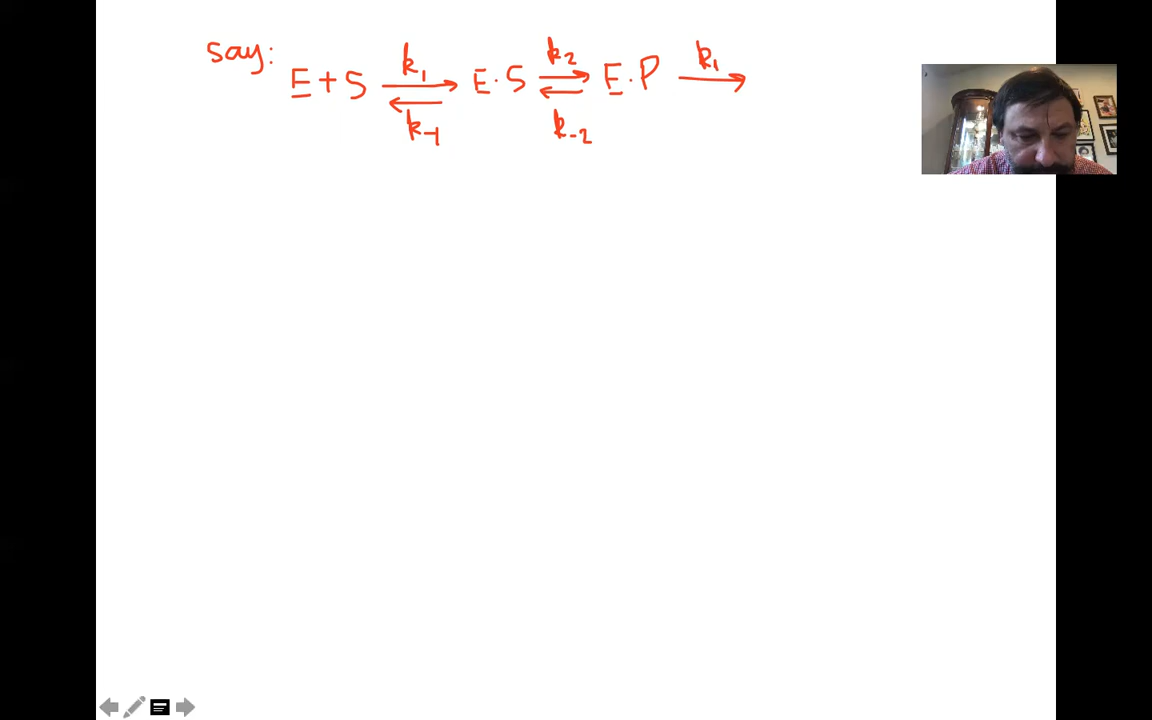 say: E + S ⇌ E · S ⇌ E · P → k₁ k₋₁ k₂ k₋₂ k₁